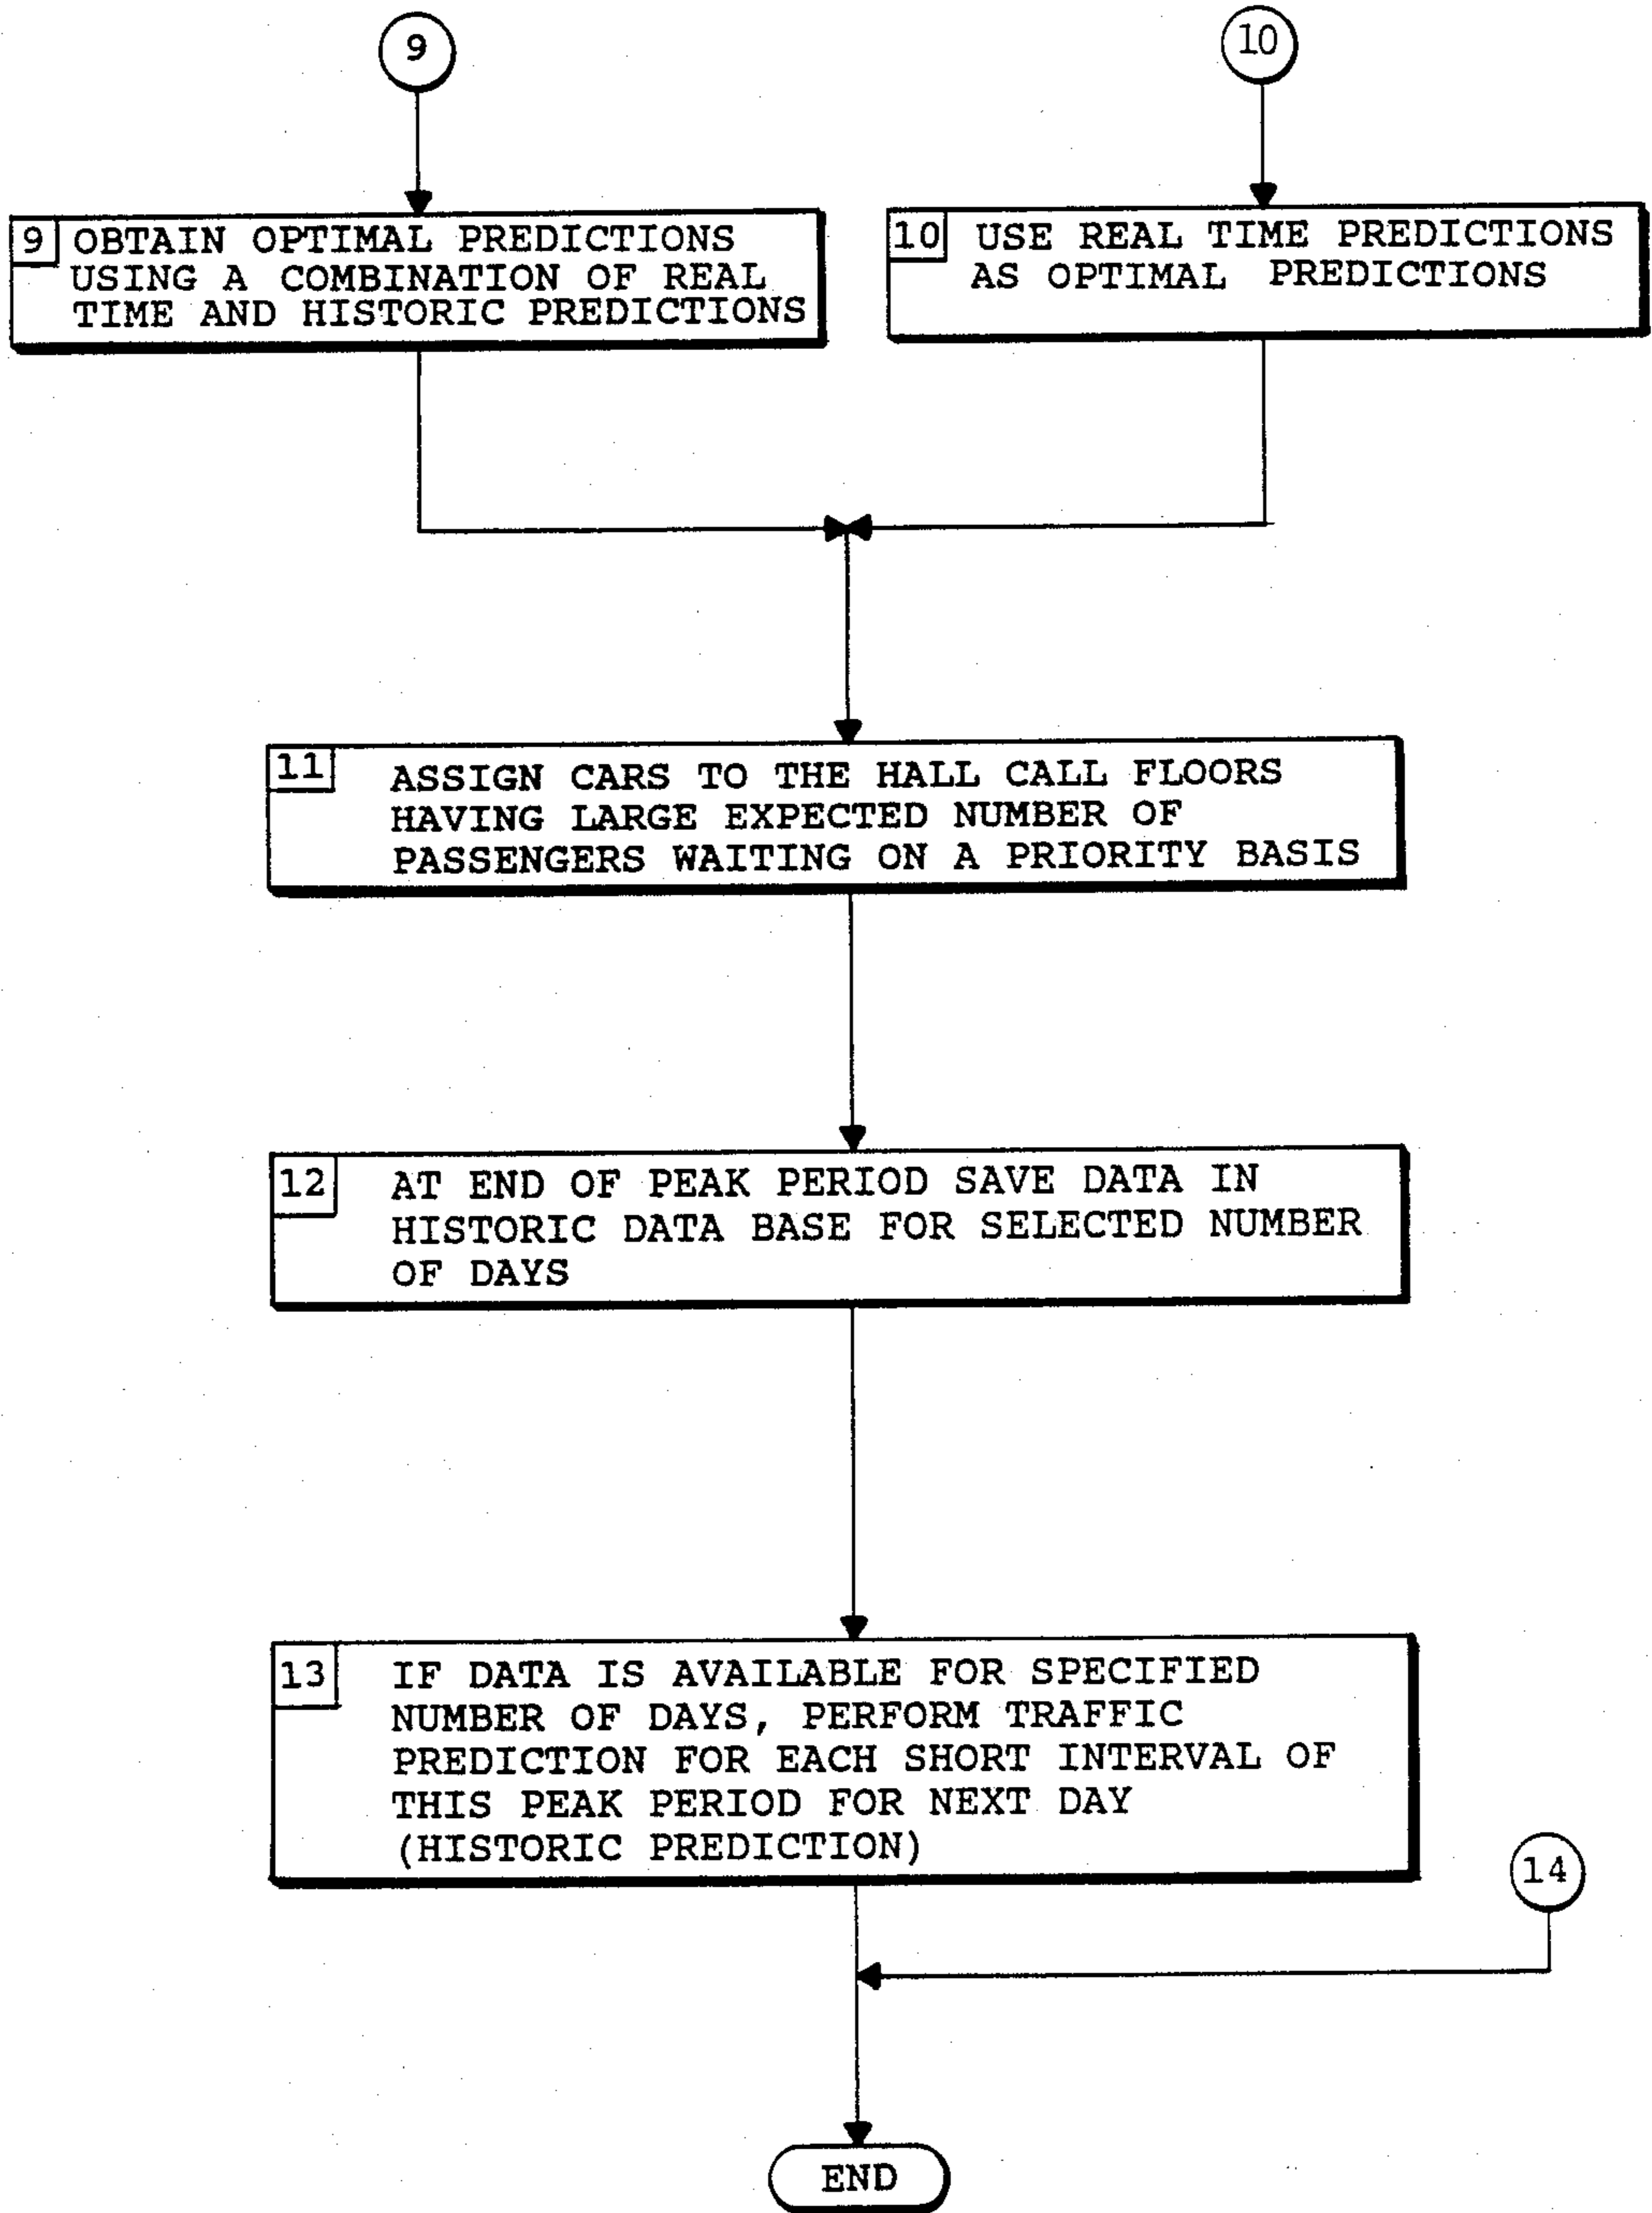 9
10
9 OBTAIN OPTIMAL PREDICTIONS
USING A COMBINATION OF REAL
TIME AND HISTORIC PREDICTIONS
10 USE REAL TIME PREDICTIONS
AS OPTIMAL PREDICTIONS
11 ASSIGN CARS TO THE HALL CALL FLOORS
HAVING LARGE EXPECTED NUMBER OF
PASSENGERS WAITING ON A PRIORITY BASIS
12 AT END OF PEAK PERIOD SAVE DATA IN
HISTORIC DATA BASE FOR SELECTED NUMBER
OF DAYS
13 IF DATA IS AVAILABLE FOR SPECIFIED
NUMBER OF DAYS, PERFORM TRAFFIC
PREDICTION FOR EACH SHORT INTERVAL OF
THIS PEAK PERIOD FOR NEXT DAY
(HISTORIC PREDICTION)
14
END